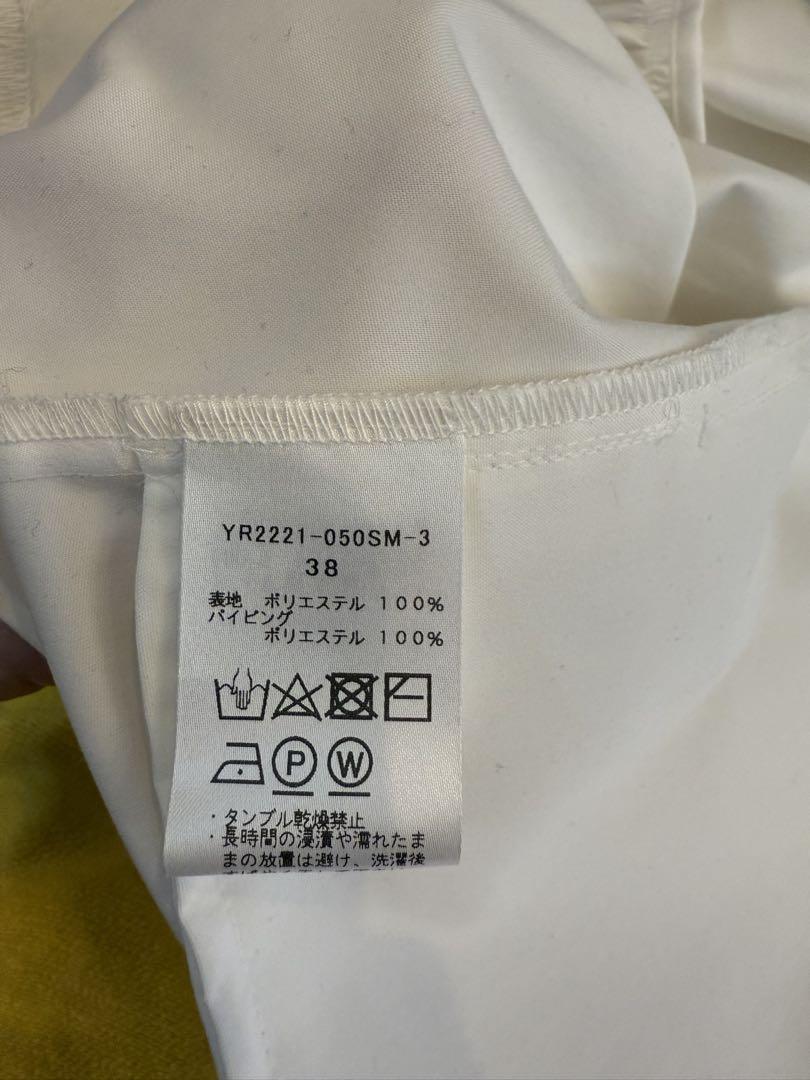 YR2221-050SM-3
38
表地 ポリエステル 100%
パイピング
ポリエステル 100%
P W
・タンブル乾燥禁止
・長時間の浸漬や濡れたま
まの放置は避け、洗濯後